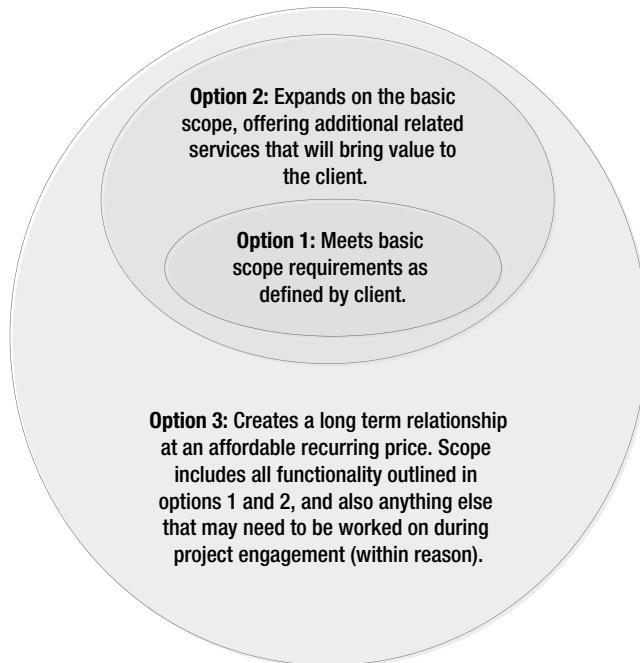 Option 2: Expands on the basic
scope, offering additional related
services that will bring value to
the client.
Option 1: Meets basic
scope requirements as
defined by client.
Option 3: Creates a long term relationship
at an affordable recurring price. Scope
includes all functionality outlined in
options 1 and 2, and also anything else
that may need to be worked on during
project engagement (within reason).